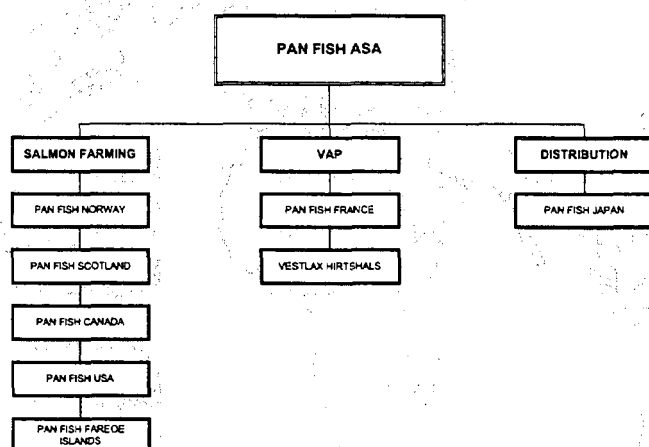 PAN FISH ASA
SALMON FARMING
VAP
DISTRIBUTION
PAN FISH NORWAY
PAN FISH FRANCE
PAN FISH JAPAN
PAN FISH SCOTLAND
VESTLAX HIRTSHALS
PAN FISH CANADA
PAN FISH USA
PAN FISH FAREOE
ISLANDS